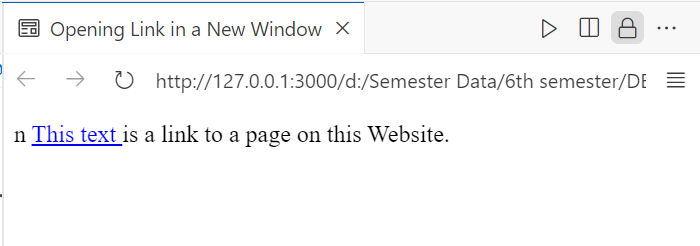 Opening Link in a New Window
http://127.0.0.1:3000/d:/Semester Data/6th semester/DE
n This text is a link to a page on this Website.